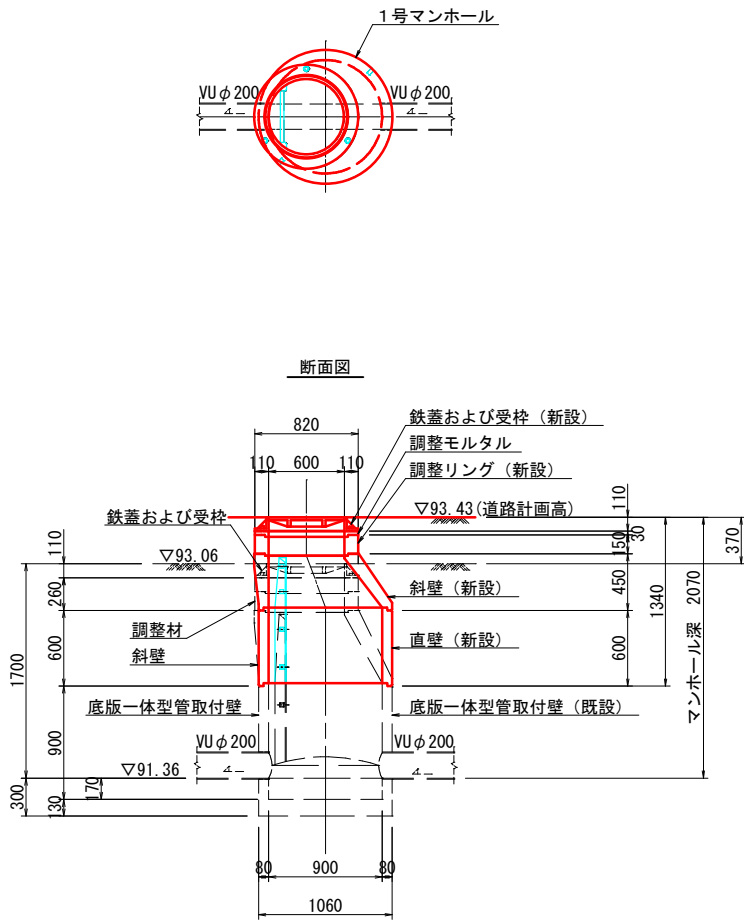 1号マンホール
VUφ200
VUφ200
断面図
820
110
600
110
鉄蓋および受枠（新設）
調整モルタル
調整リング（新設）
▽93.43(道路計画高)
鉄蓋および受枠
▽93.06
110
260
600
900
1700
300
170
130
調整材
斜壁
斜壁（新設）
直壁（新設）
底版一体型管取付壁
底版一体型管取付壁（既設）
VUφ200
VUφ200
▽91.36
110
30
150
450
600
1340
370
マンホール深 2070
80
900
80
1060